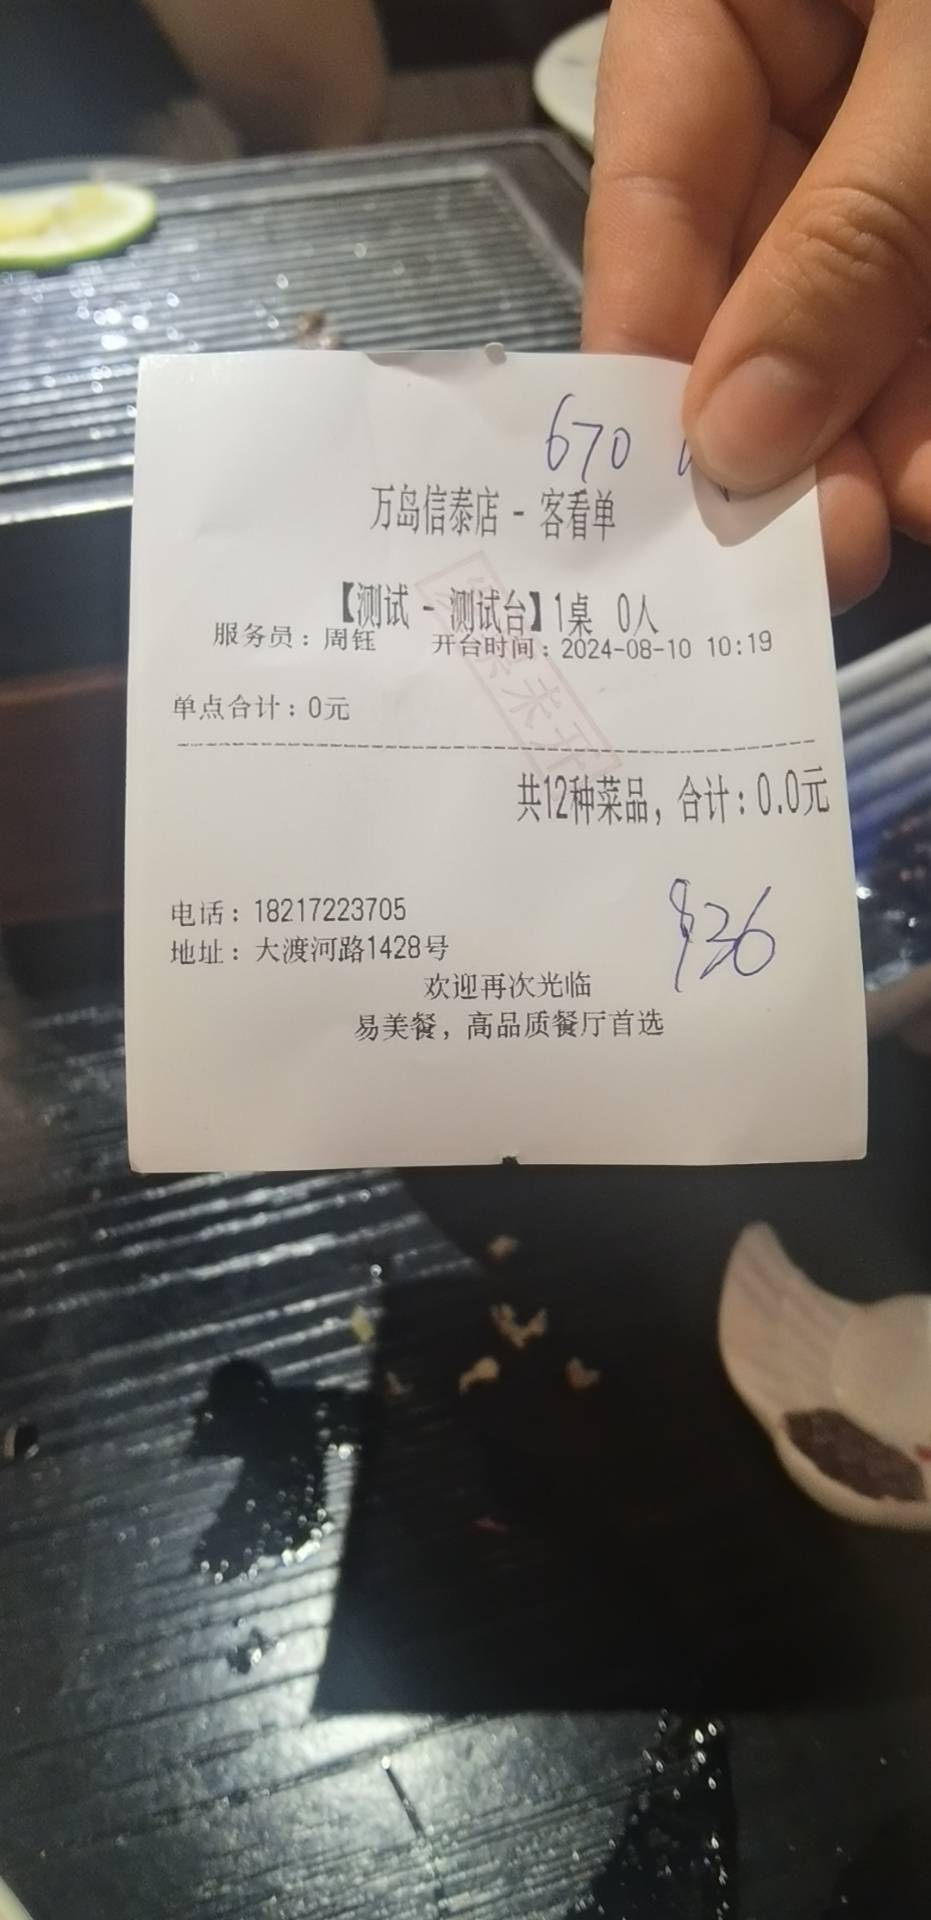 670
万岛信泰店 - 客看单
【测试 - 测试台】1桌 0人
服务员：周钰 开台时间：2024-08-10 10:19
单点合计：0元
共12种菜品，合计：0.0元
936
电话：18217223705
地址：大渡河路1428号
欢迎再次光临
易美餐，高品质餐厅首选